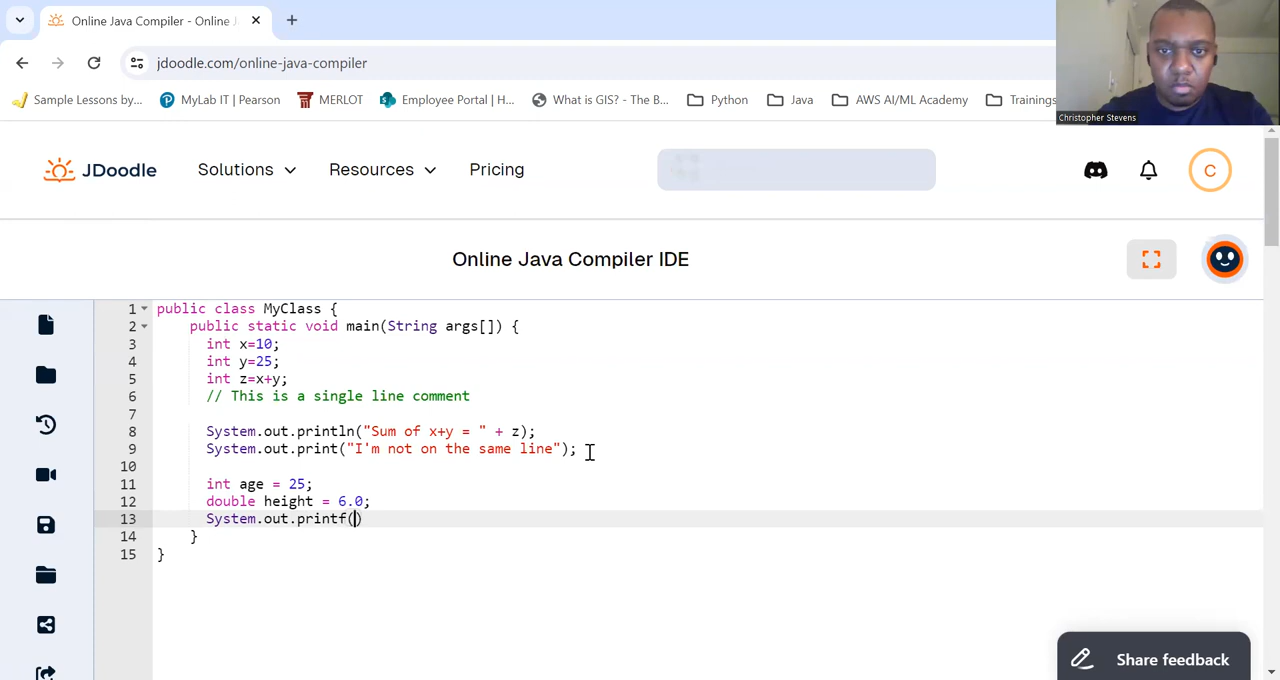 Online Java Compiler - Online J
jdoodle.com/online-java-compiler
Sample Lessons by... MyLab IT | Pearson MERLOT Employee Portal | H... What is GIS? - The B... Python Java AWS AI/ML Academy Trainings
Christopher Stevens
JDoodle Solutions Resources Pricing C
Online Java Compiler IDE
1 public class MyClass {
2 public static void main(String args[]) {
3 int x=10;
4 int y=25;
5 int z=x+y;
6 // This is a single line comment
7
8 System.out.println("Sum of x+y = " + z);
9 System.out.print("I'm not on the same line");
10
11 int age = 25;
12 double height = 6.0;
13 System.out.printf()
14 }
15 }
Share feedback